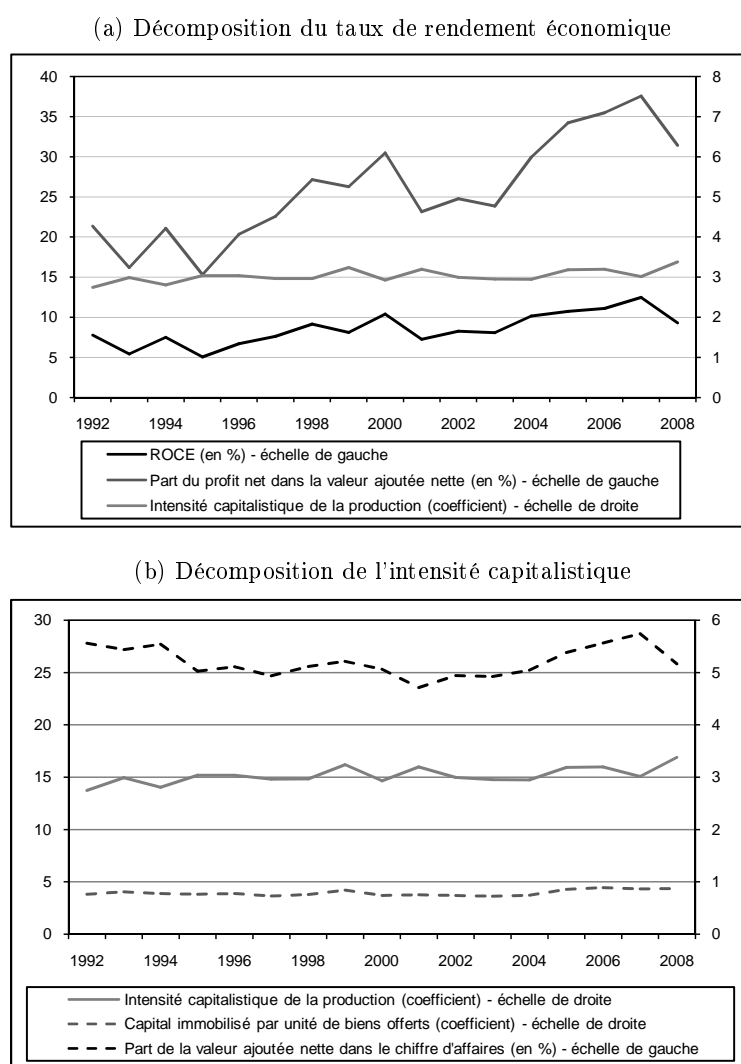 (a) Décomposition du taux de rendement économique
40 8
35 7
30 6
25 5
20 4
15 3
10 2
5 1
0 0
1992 1994 1996 1998 2000 2002 2004 2006 2008
ROCE (en %) - échelle de gauche
Part du profit net dans la valeur ajoutée nette (en %) - échelle de gauche
Intensité capitalistique de la production (coefficient) - échelle de droite
(b) Décomposition de l'intensité capitalistique
30 6
25 5
20 4
15 3
10 2
5 1
0 0
1992 1994 1996 1998 2000 2002 2004 2006 2008
Intensité capitalistique de la production (coefficient) - échelle de droite
Capital immobilisé par unité de biens offerts (coefficient) - échelle de droite
Part de la valeur ajoutée nette dans le chiffre d'affaires (en %) - échelle de gauche